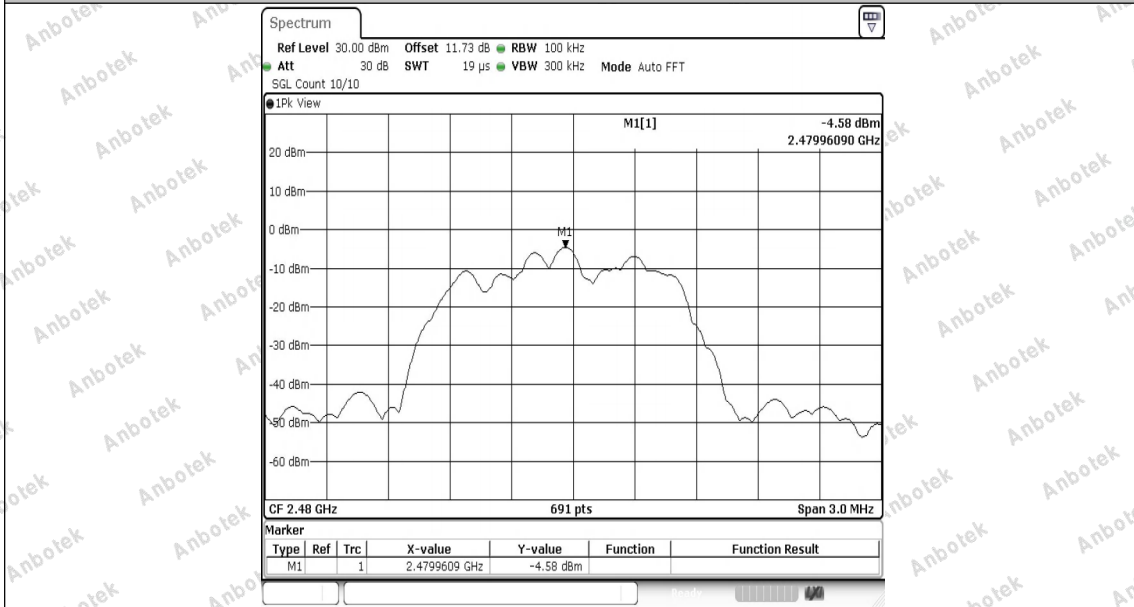 Spectrum
Ref Level 30.00 dBm Offset 11.73 dB RBW 100 kHz
Att 30 dB SWT 19 µs VBW 300 kHz Mode Auto FFT
SGL Count 10/10
1Pk View
M1[1] -4.58 dBm
2.47996090 GHz
20 dBm
10 dBm
0 dBm
M1
-10 dBm
-20 dBm
-30 dBm
-40 dBm
-50 dBm
-60 dBm
CF 2.48 GHz 691 pts Span 3.0 MHz
Marker
Type Ref Trc X-value Y-value Function Function Result
M1 1 2.4799609 GHz -4.58 dBm
Ready
Anbotek